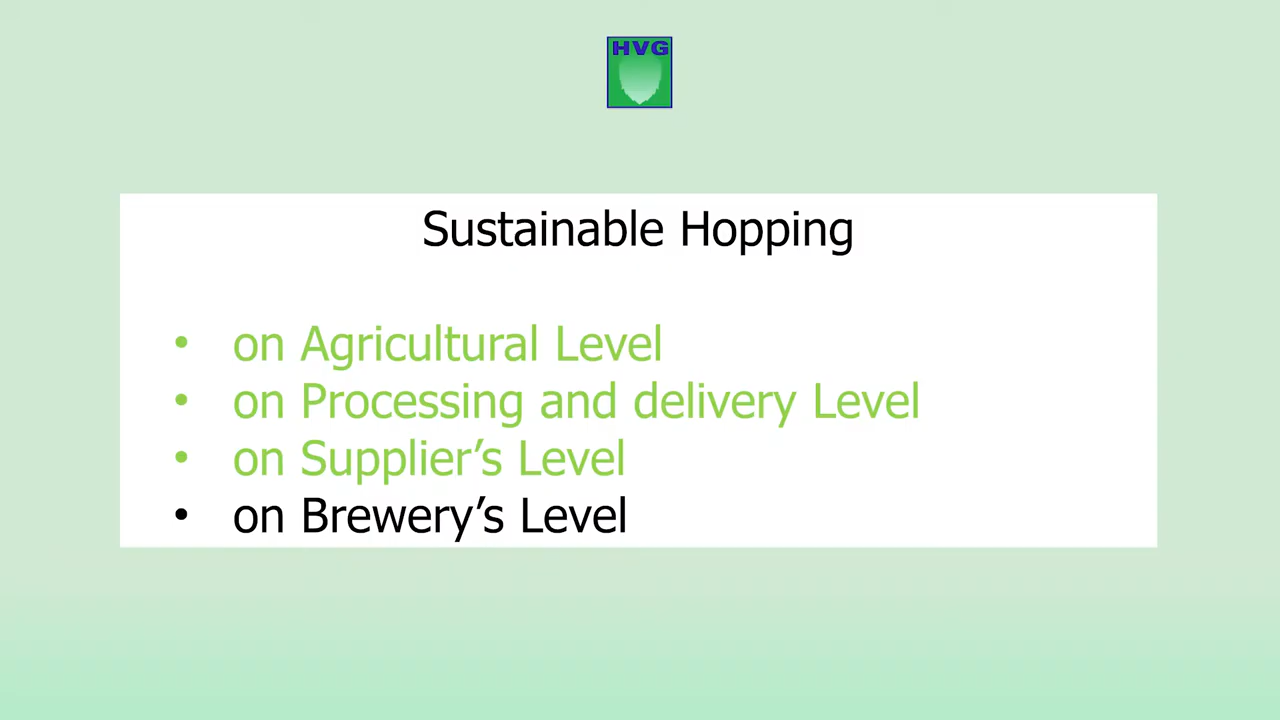 HVG
Sustainable Hopping
• on Agricultural Level
• on Processing and delivery Level
• on Supplier’s Level
• on Brewery’s Level